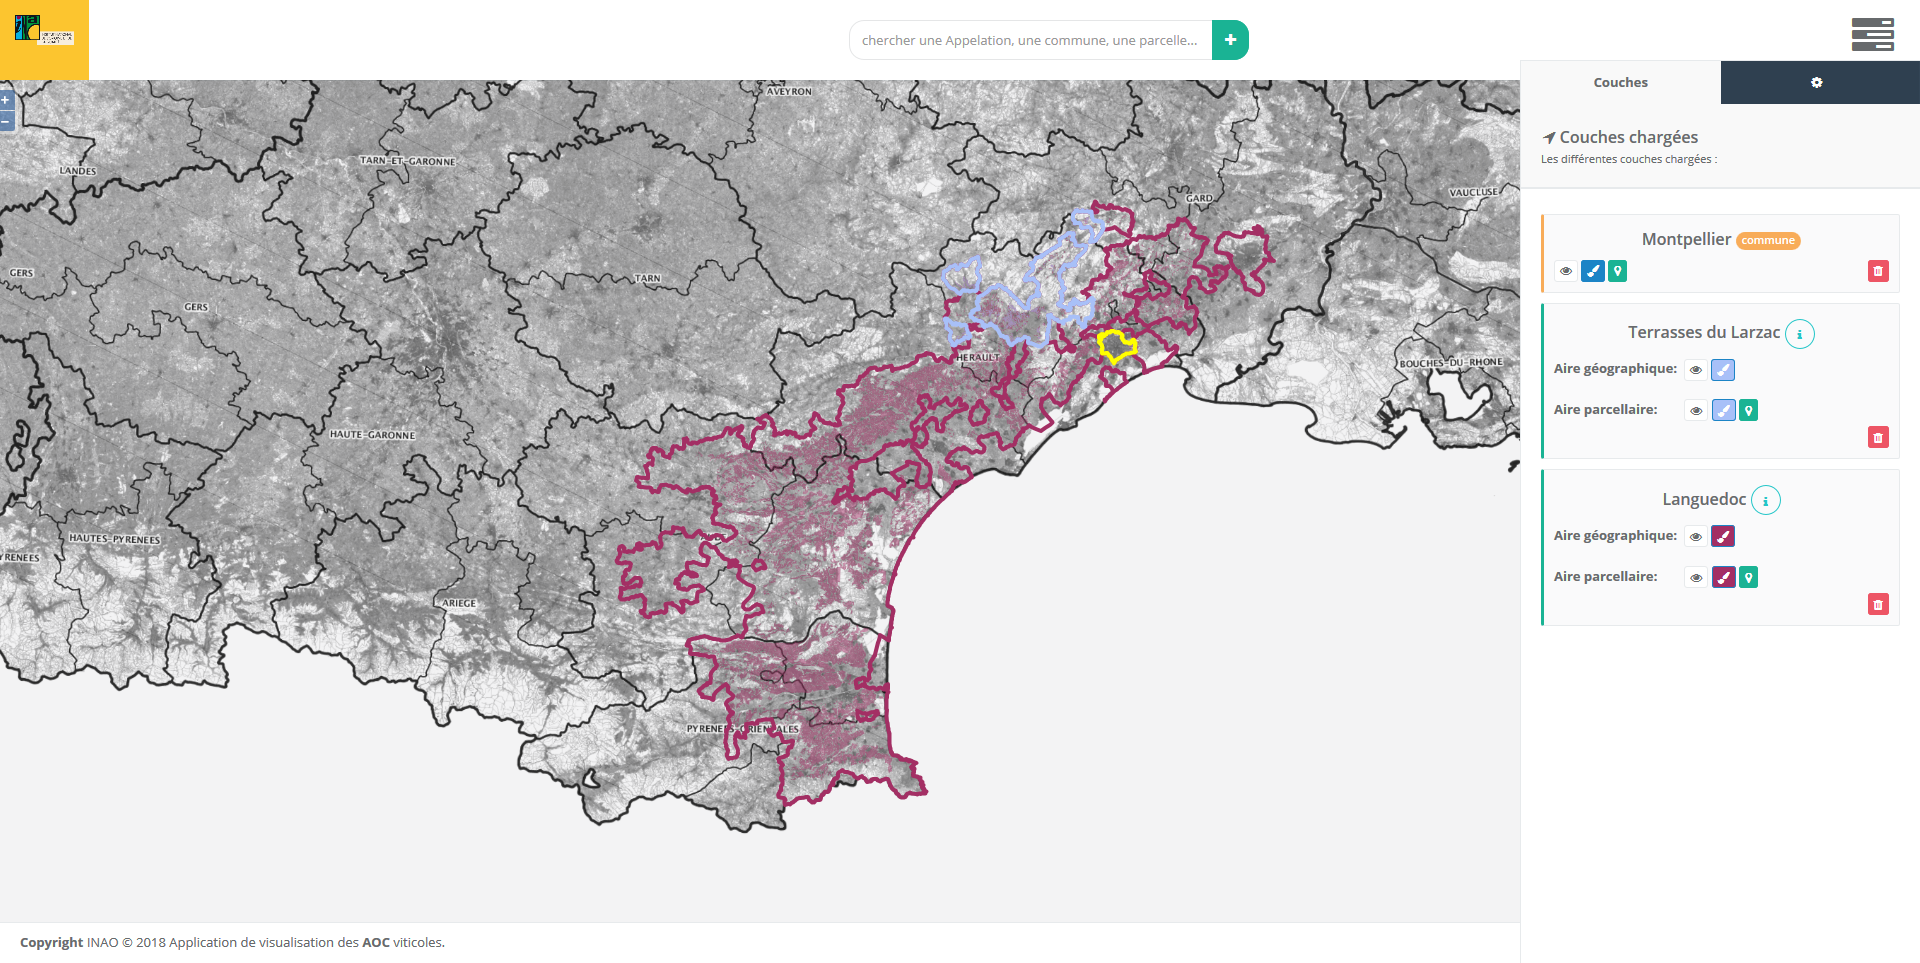 chercher une Appelation, une commune, une parcelle...
+
Couches
Couches chargées
Les différentes couches chargées :
Montpellier commune
Terrasses du Larzac i
Aire géographique:
Aire parcellaire:
Languedoc i
Aire géographique:
Aire parcellaire:
+
−
AVEYRON
TARN-ET-GARONNE
LANDES
VAUCLUSE
GARD
GERS
TARN
GERS
HERAULT
BOUCHES-DU-RHONE
HAUTE-GARONNE
HAUTES-PYRENEES
YRENEES
ARIEGE
PYRENEES-ORIENTALES
Copyright INAO © 2018 Application de visualisation des AOC viticoles.